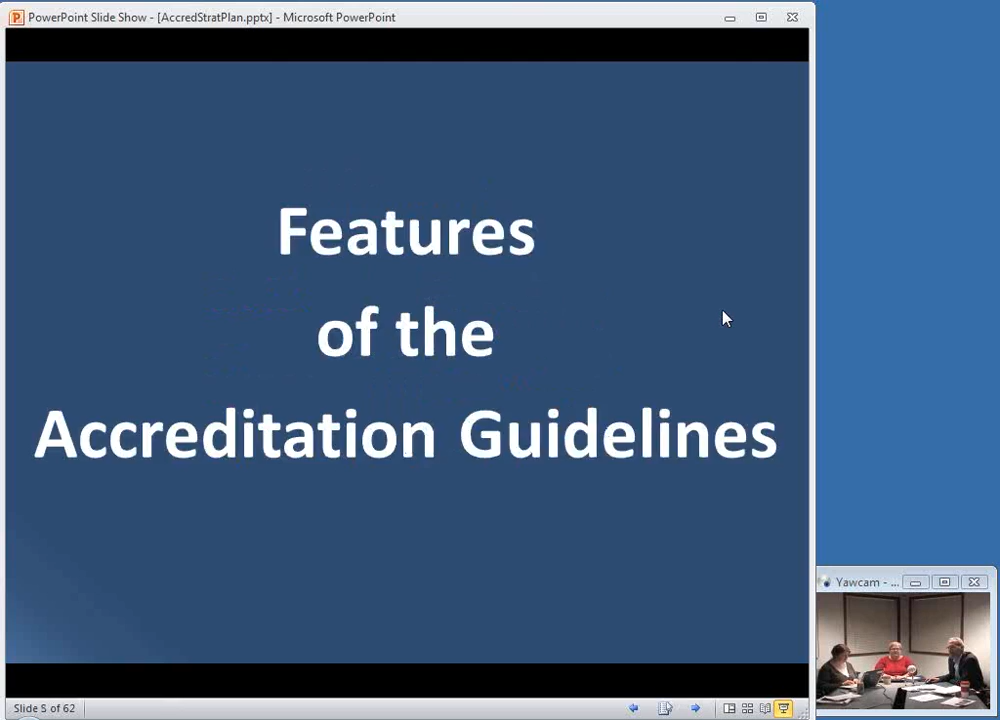 PowerPoint Slide Show - [AccredStratPlan.pptx] - Microsoft PowerPoint
Features
of the
Accreditation Guidelines
Yawcam - ...
Slide 5 of 62